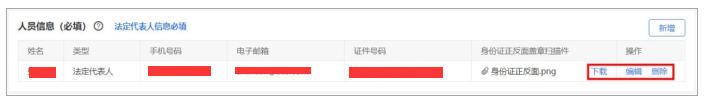 人员信息（必填） ? 法定代表人信息必填 新增
姓名 类型 手机号码 电子邮箱 证件号码 身份证正反面盖章扫描件 操作
法定代表人 身份证正反面.png 下载 编辑 删除